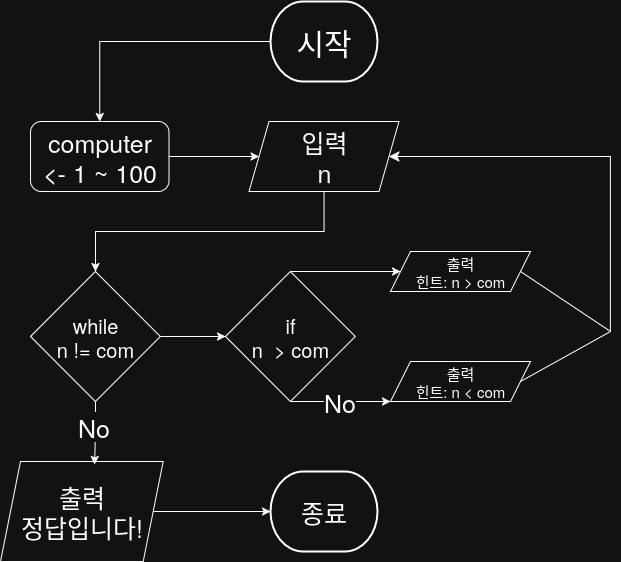 시작
computer
<- 1 ~ 100
입력
n
while
n != com
if
n > com
출력
힌트: n > com
No
출력
힌트: n < com
No
출력
정답입니다!
종료